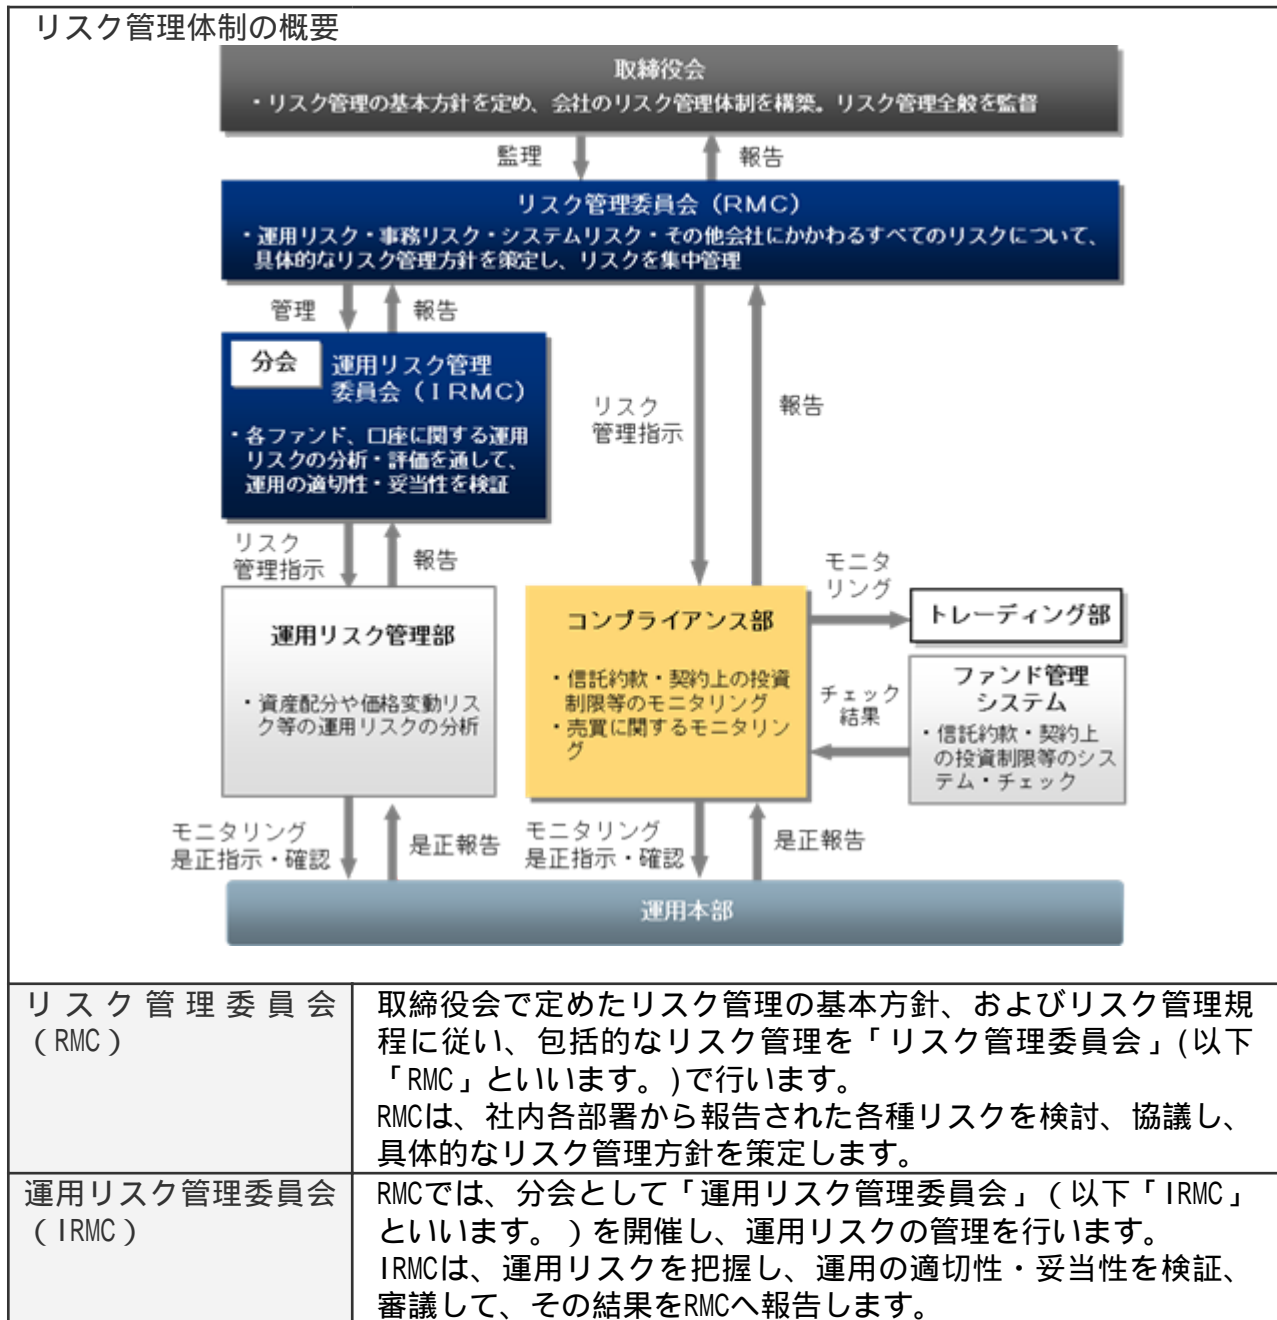 リスク管理体制の概要
取締役会
・リスク管理の基本方針を定め、会社のリスク管理体制を構築。リスク管理全般を監督
監理
報告
リスク管理委員会（RMC）
・運用リスク・事務リスク・システムリスク・その他会社にかかわるすべてのリスクについて、
具体的なリスク管理方針を策定し、リスクを集中管理
管理
報告
分会
運用リスク管理
委員会（IRMC）
・各ファンド、口座に関する運用
リスクの分析・評価を通して、
運用の適切性・妥当性を検証
リスク
管理指示
報告
リスク
管理指示
報告
運用リスク管理部
・資産配分や価格変動リス
ク等の運用リスクの分析
コンプライアンス部
・信託約款・契約上の投資
制限等のモニタリング
・売買に関するモニタリン
グ
モニタ
リング
トレーディング部
チェック
結果
ファンド管理
システム
・信託約款・契約上
の投資制限等のシス
テム・チェック
モニタリング
是正指示・確認
是正報告
モニタリング
是正指示・確認
是正報告
運用本部
リスク管理委員会
（RMC）
取締役会で定めたリスク管理の基本方針、およびリスク管理規
程に従い、包括的なリスク管理を「リスク管理委員会」(以下
「RMC」といいます。)で行います。
RMCは、社内各部署から報告された各種リスクを検討、協議し、
具体的なリスク管理方針を策定します。
運用リスク管理委員会
（IRMC）
RMCでは、分会として「運用リスク管理委員会」（以下「IRMC」
といいます。）を開催し、運用リスクの管理を行います。
IRMCは、運用リスクを把握し、運用の適切性・妥当性を検証、
審議して、その結果をRMCへ報告します。